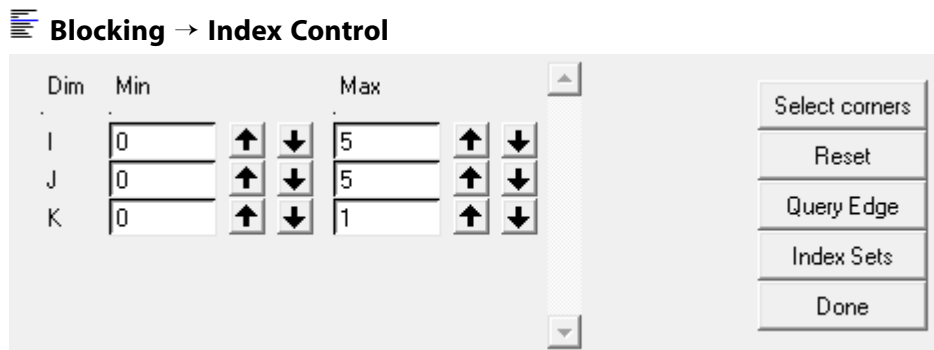 Blocking → Index Control
Dim Min Max
I 0 5
J 0 5
K 0 1
Select corners
Reset
Query Edge
Index Sets
Done